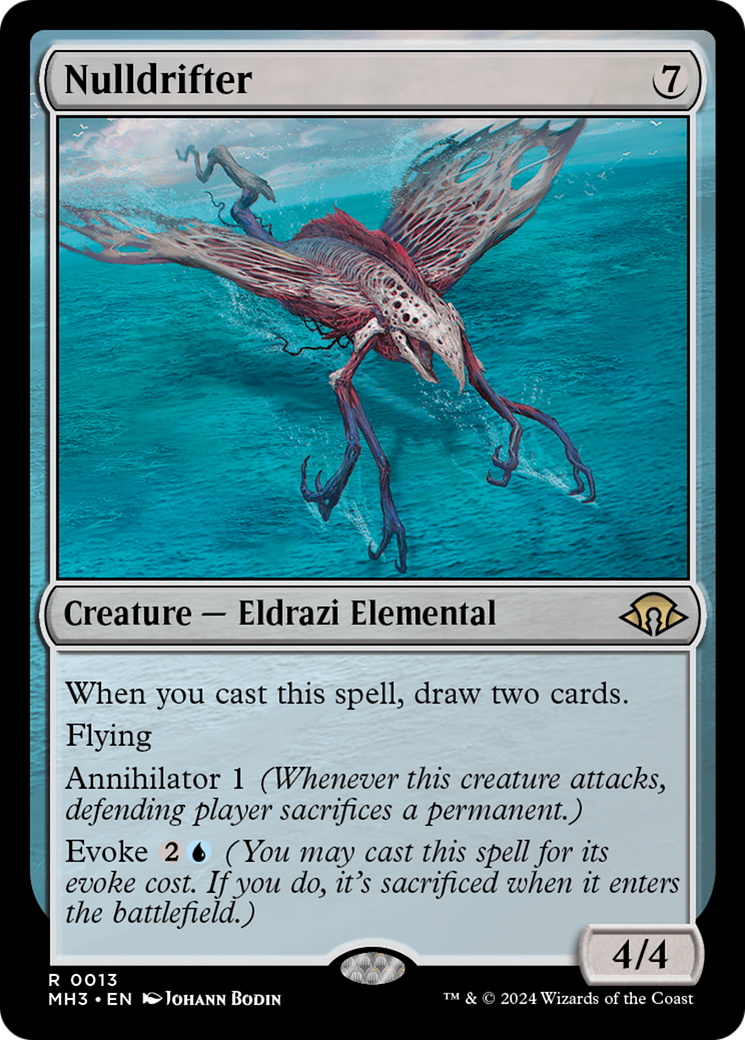 Nulldrifter 7
Creature — Eldrazi Elemental
When you cast this spell, draw two cards.
Flying
Annihilator 1 (Whenever this creature attacks,
defending player sacrifices a permanent.)
Evoke 2 (You may cast this spell for its
evoke cost. If you do, it's sacrificed when it enters
the battlefield.)
4/4
R 0013
MH3 • EN Johann Bodin
™ & © 2024 Wizards of the Coast